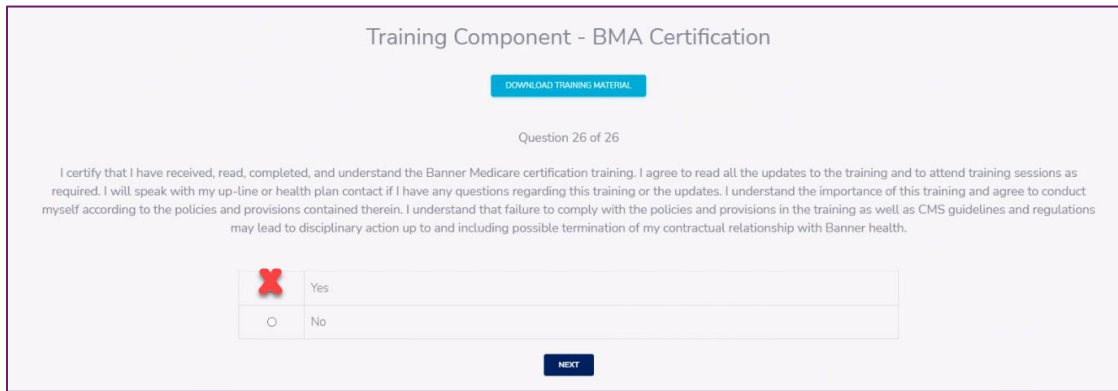 Training Component - BMA Certification
DOWNLOAD TRAINING MATERIAL
Question 26 of 26
I certify that I have received, read, completed, and understand the Banner Medicare certification training. I agree to read all the updates to the training and to attend training sessions as
required. I will speak with my up-line or health plan contact if I have any questions regarding this training or the updates. I understand the importance of this training and agree to conduct
myself according to the policies and provisions contained therein. I understand that failure to comply with the policies and provisions in the training as well as CMS guidelines and regulations
may lead to disciplinary action up to and including possible termination of my contractual relationship with Banner health.
Yes
No
NEXT